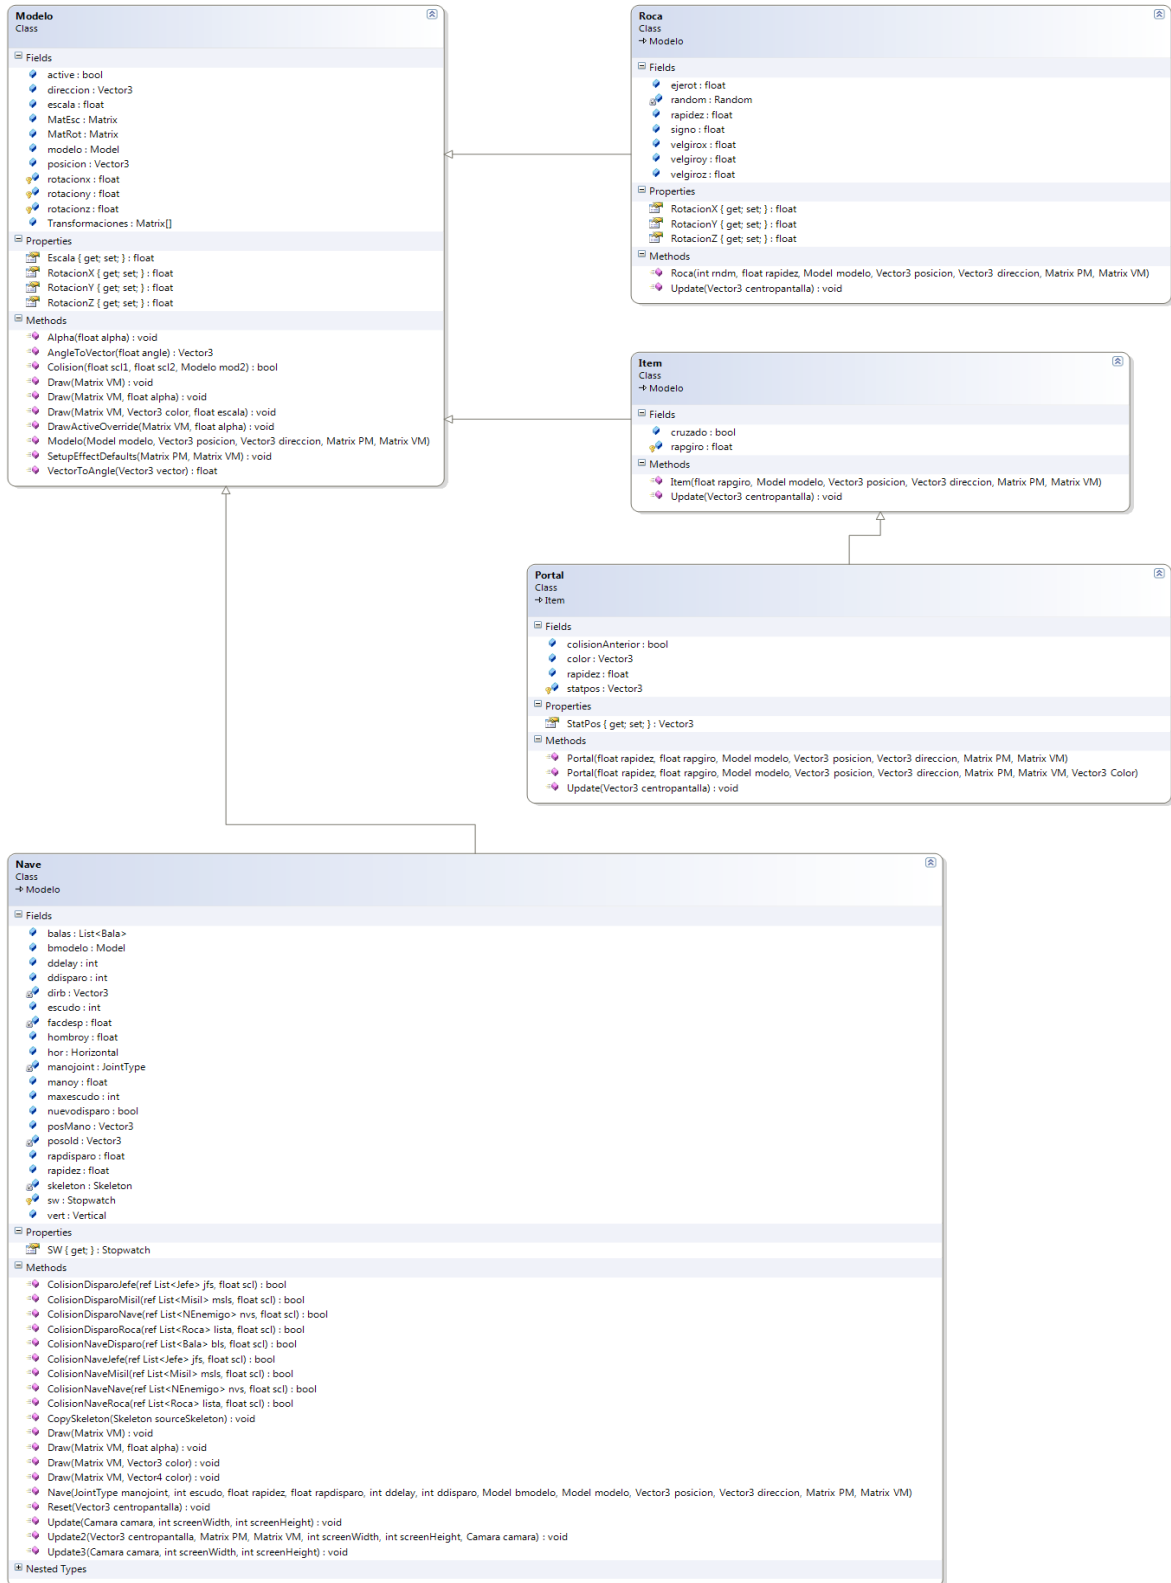 Modelo
Class
Fields
active : bool
direccion : Vector3
escala : float
MatEsc : Matrix
MatRot : Matrix
modelo : Model
posicion : Vector3
rotacionx : float
rotaciony : float
rotacionz : float
Transformaciones : Matrix[]
Properties
Escala { get; set; } : float
RotacionX { get; set; } : float
RotacionY { get; set; } : float
RotacionZ { get; set; } : float
Methods
Alpha(float alpha) : void
AngleToVector(float angle) : Vector3
Colision(float scl1, float scl2, Modelo mod2) : bool
Draw(Matrix VM) : void
Draw(Matrix VM, float alpha) : void
Draw(Matrix VM, Vector3 color, float escala) : void
DrawActiveOverride(Matrix VM, float alpha) : void
Modelo(Model modelo, Vector3 posicion, Vector3 direccion, Matrix PM, Matrix VM)
SetupEffectDefaults(Matrix PM, Matrix VM) : void
VectorToAngle(Vector3 vector) : float
Roca
Class
Modelo
Fields
ejerot : float
random : Random
rapidez : float
signo : float
velgirox : float
velgiroy : float
velgiroz : float
Properties
RotacionX { get; set; } : float
RotacionY { get; set; } : float
RotacionZ { get; set; } : float
Methods
Roca(int rndm, float rapidez, Model modelo, Vector3 posicion, Vector3 direccion, Matrix PM, Matrix VM)
Update(Vector3 centropantalla) : void
Item
Class
Modelo
Fields
cruzado : bool
rapgiro : float
Methods
Item(float rapgiro, Model modelo, Vector3 posicion, Vector3 direccion, Matrix PM, Matrix VM)
Update(Vector3 centropantalla) : void
Portal
Class
Item
Fields
colisionAnterior : bool
color : Vector3
rapidez : float
statpos : Vector3
Properties
StatPos { get; set; } : Vector3
Methods
Portal(float rapidez, float rapgiro, Model modelo, Vector3 posicion, Vector3 direccion, Matrix PM, Matrix VM)
Portal(float rapidez, float rapgiro, Model modelo, Vector3 posicion, Vector3 direccion, Matrix PM, Matrix VM, Vector3 Color)
Update(Vector3 centropantalla) : void
Nave
Class
Modelo
Fields
balas : List<Bala>
bmodelo : Model
ddelay : int
ddisparo : int
dirb : Vector3
escudo : int
facdesp : float
hombroy : float
hor : Horizontal
manojoint : JointType
manoy : float
maxescudo : int
nuevodisparo : bool
posMano : Vector3
posold : Vector3
rapdisparo : float
rapidez : float
skeleton : Skeleton
sw : Stopwatch
vert : Vertical
Properties
SW { get; } : Stopwatch
Methods
ColisionDisparoJefe(ref List<Jefe> jfs, float scl) : bool
ColisionDisparoMisil(ref List<Misil> msls, float scl) : bool
ColisionDisparoNave(ref List<NEnemigo> nvs, float scl) : bool
ColisionDisparoRoca(ref List<Roca> lista, float scl) : bool
ColisionNaveDisparo(ref List<Bala> bls, float scl) : bool
ColisionNaveJefe(ref List<Jefe> jfs, float scl) : bool
ColisionNaveMisil(ref List<Misil> msls, float scl) : bool
ColisionNaveNave(ref List<NEnemigo> nvs, float scl) : bool
ColisionNaveRoca(ref List<Roca> lista, float scl) : bool
CopySkeleton(Skeleton sourceSkeleton) : void
Draw(Matrix VM) : void
Draw(Matrix VM, float alpha) : void
Draw(Matrix VM, Vector3 color) : void
Draw(Matrix VM, Vector4 color) : void
Nave(JointType manojoint, int escudo, float rapidez, float rapdisparo, int ddelay, int ddisparo, Model bmodelo, Model modelo, Vector3 posicion, Vector3 direccion, Matrix PM, Matrix VM)
Reset(Vector3 centropantalla) : void
Update(Camara camara, int screenWidth, int screenHeight) : void
Update2(Vector3 centropantalla, Matrix PM, Matrix VM, int screenWidth, int screenHeight, Camara camara) : void
Update3(Camara camara, int screenWidth, int screenHeight) : void
Nested Types